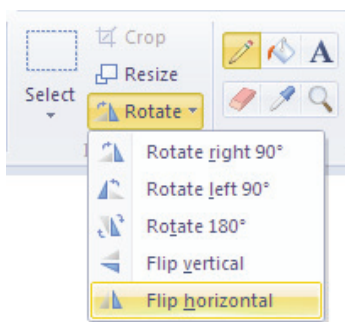 Crop
Resize
Select
Rotate
A
Rotate right 90°
Rotate left 90°
Rotate 180°
Flip vertical
Flip horizontal